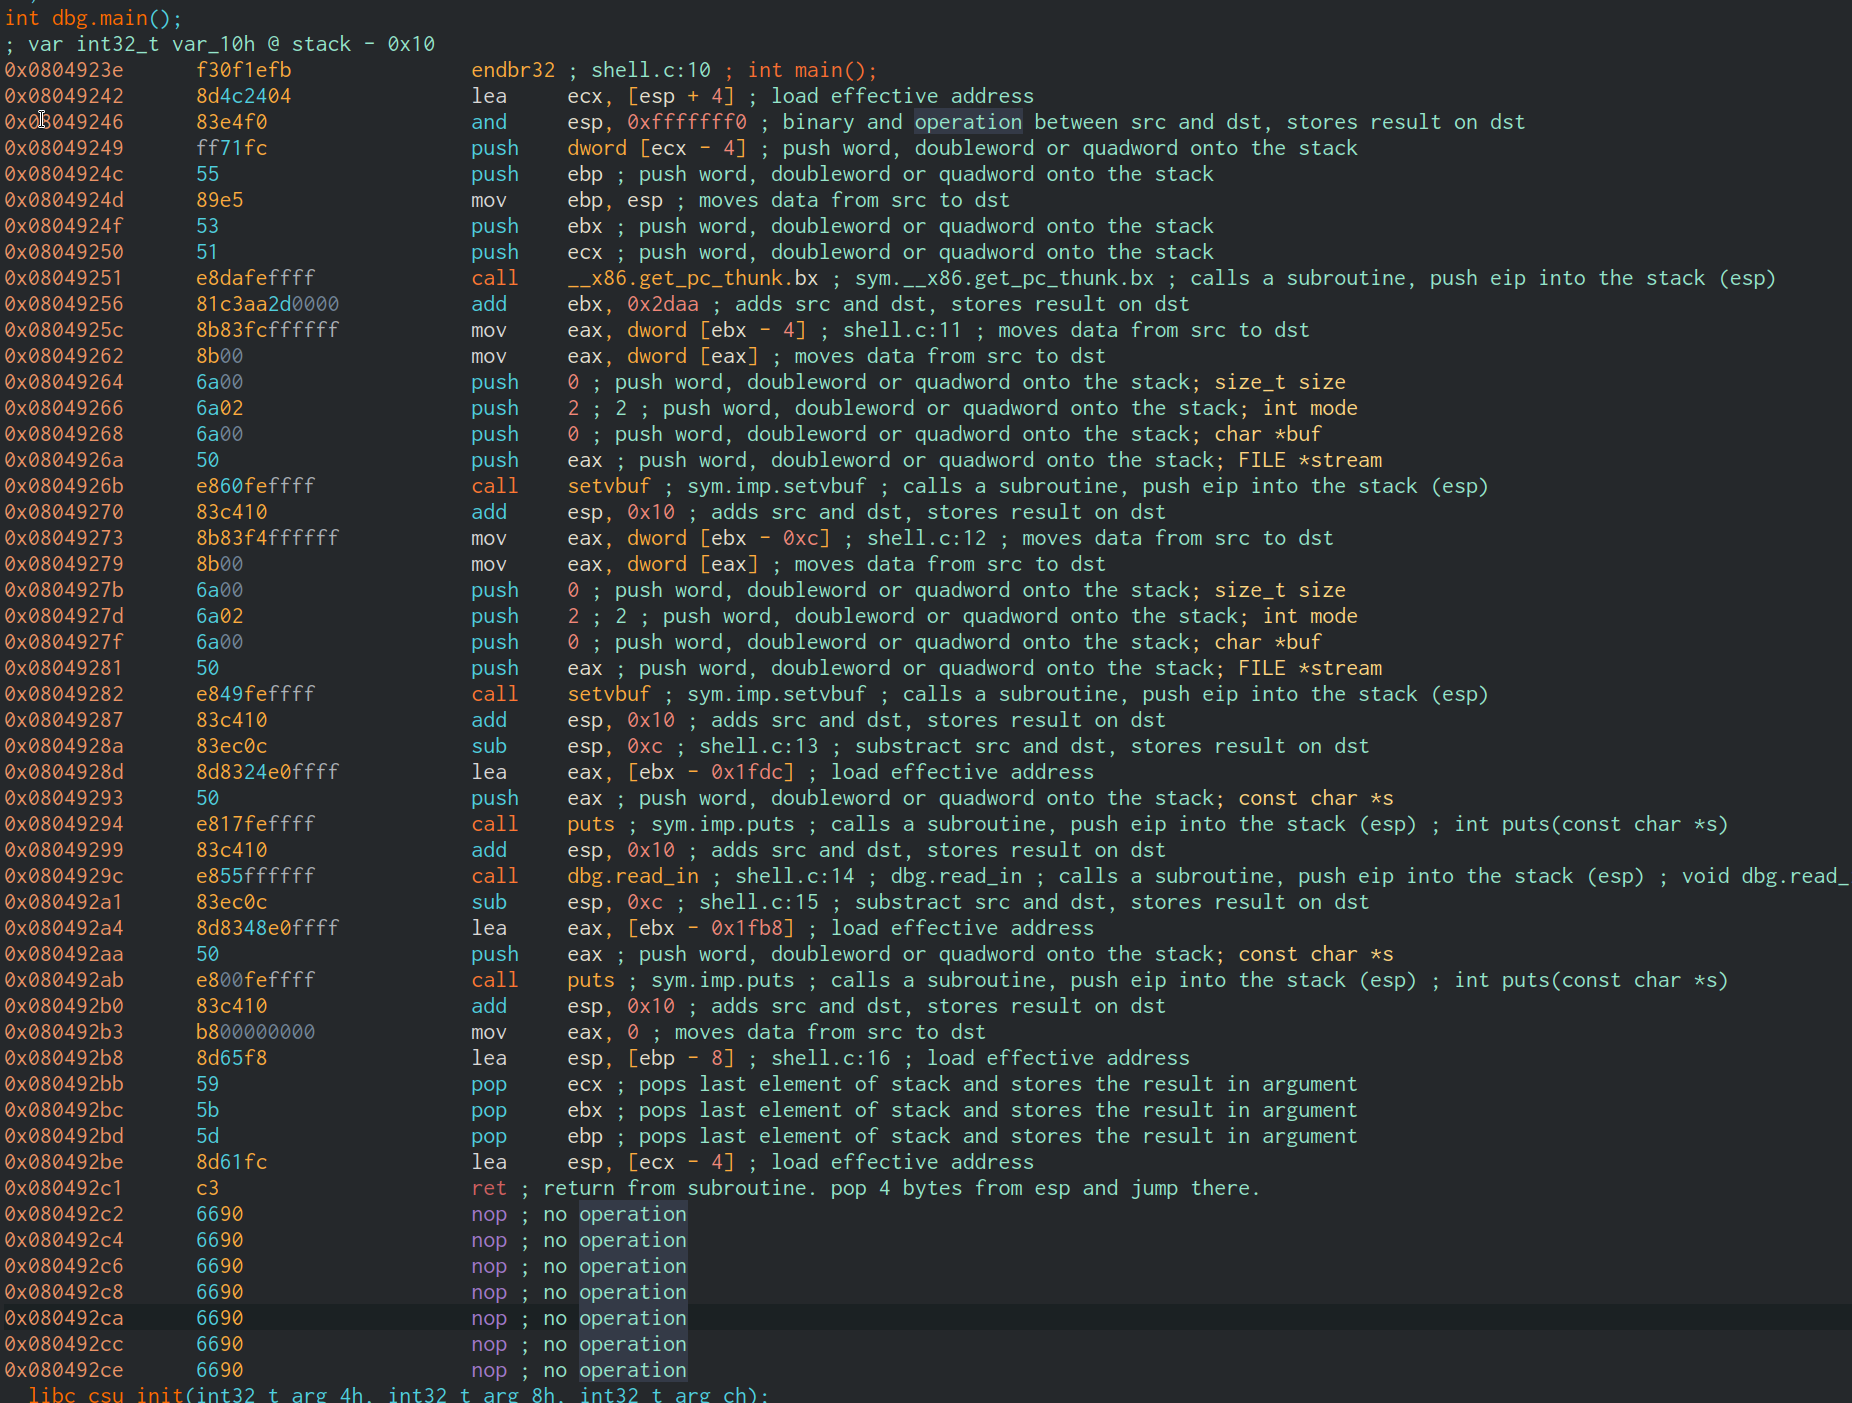 int dbg.main();
; var int32_t var_10h @ stack - 0x10
0x0804923e f30f1efb endbr32 ; shell.c:10 ; int main();
0x08049242 8d4c2404 lea ecx, [esp + 4] ; load effective address
0x08049246 83e4f0 and esp, 0xfffffff0 ; binary and operation between src and dst, stores result on dst
0x08049249 ff71fc push dword [ecx - 4] ; push word, doubleword or quadword onto the stack
0x0804924c 55 push ebp ; push word, doubleword or quadword onto the stack
0x0804924d 89e5 mov ebp, esp ; moves data from src to dst
0x0804924f 53 push ebx ; push word, doubleword or quadword onto the stack
0x08049250 51 push ecx ; push word, doubleword or quadword onto the stack
0x08049251 e8dafeffff call __x86.get_pc_thunk.bx ; sym.__x86.get_pc_thunk.bx ; calls a subroutine, push eip into the stack (esp)
0x08049256 81c3aa2d0000 add ebx, 0x2daa ; adds src and dst, stores result on dst
0x0804925c 8b83fcffffff mov eax, dword [ebx - 4] ; shell.c:11 ; moves data from src to dst
0x08049262 8b00 mov eax, dword [eax] ; moves data from src to dst
0x08049264 6a00 push 0 ; push word, doubleword or quadword onto the stack; size_t size
0x08049266 6a02 push 2 ; 2 ; push word, doubleword or quadword onto the stack; int mode
0x08049268 6a00 push 0 ; push word, doubleword or quadword onto the stack; char *buf
0x0804926a 50 push eax ; push word, doubleword or quadword onto the stack; FILE *stream
0x0804926b e860feffff call setvbuf ; sym.imp.setvbuf ; calls a subroutine, push eip into the stack (esp)
0x08049270 83c410 add esp, 0x10 ; adds src and dst, stores result on dst
0x08049273 8b83f4ffffff mov eax, dword [ebx - 0xc] ; shell.c:12 ; moves data from src to dst
0x08049279 8b00 mov eax, dword [eax] ; moves data from src to dst
0x0804927b 6a00 push 0 ; push word, doubleword or quadword onto the stack; size_t size
0x0804927d 6a02 push 2 ; 2 ; push word, doubleword or quadword onto the stack; int mode
0x0804927f 6a00 push 0 ; push word, doubleword or quadword onto the stack; char *buf
0x08049281 50 push eax ; push word, doubleword or quadword onto the stack; FILE *stream
0x08049282 e849feffff call setvbuf ; sym.imp.setvbuf ; calls a subroutine, push eip into the stack (esp)
0x08049287 83c410 add esp, 0x10 ; adds src and dst, stores result on dst
0x0804928a 83ec0c sub esp, 0xc ; shell.c:13 ; substract src and dst, stores result on dst
0x0804928d 8d8324e0ffff lea eax, [ebx - 0x1fdc] ; load effective address
0x08049293 50 push eax ; push word, doubleword or quadword onto the stack; const char *s
0x08049294 e817feffff call puts ; sym.imp.puts ; calls a subroutine, push eip into the stack (esp) ; int puts(const char *s)
0x08049299 83c410 add esp, 0x10 ; adds src and dst, stores result on dst
0x0804929c e855ffffff call dbg.read_in ; shell.c:14 ; dbg.read_in ; calls a subroutine, push eip into the stack (esp) ; void dbg.read_
0x080492a1 83ec0c sub esp, 0xc ; shell.c:15 ; substract src and dst, stores result on dst
0x080492a4 8d8348e0ffff lea eax, [ebx - 0x1fb8] ; load effective address
0x080492aa 50 push eax ; push word, doubleword or quadword onto the stack; const char *s
0x080492ab e800feffff call puts ; sym.imp.puts ; calls a subroutine, push eip into the stack (esp) ; int puts(const char *s)
0x080492b0 83c410 add esp, 0x10 ; adds src and dst, stores result on dst
0x080492b3 b800000000 mov eax, 0 ; moves data from src to dst
0x080492b8 8d65f8 lea esp, [ebp - 8] ; shell.c:16 ; load effective address
0x080492bb 59 pop ecx ; pops last element of stack and stores the result in argument
0x080492bc 5b pop ebx ; pops last element of stack and stores the result in argument
0x080492bd 5d pop ebp ; pops last element of stack and stores the result in argument
0x080492be 8d61fc lea esp, [ecx - 4] ; load effective address
0x080492c1 c3 ret ; return from subroutine. pop 4 bytes from esp and jump there.
0x080492c2 6690 nop ; no operation
0x080492c4 6690 nop ; no operation
0x080492c6 6690 nop ; no operation
0x080492c8 6690 nop ; no operation
0x080492ca 6690 nop ; no operation
0x080492cc 6690 nop ; no operation
0x080492ce 6690 nop ; no operation
__libc_csu_init(int32_t arg_4h, int32_t arg_8h, int32_t arg_ch);